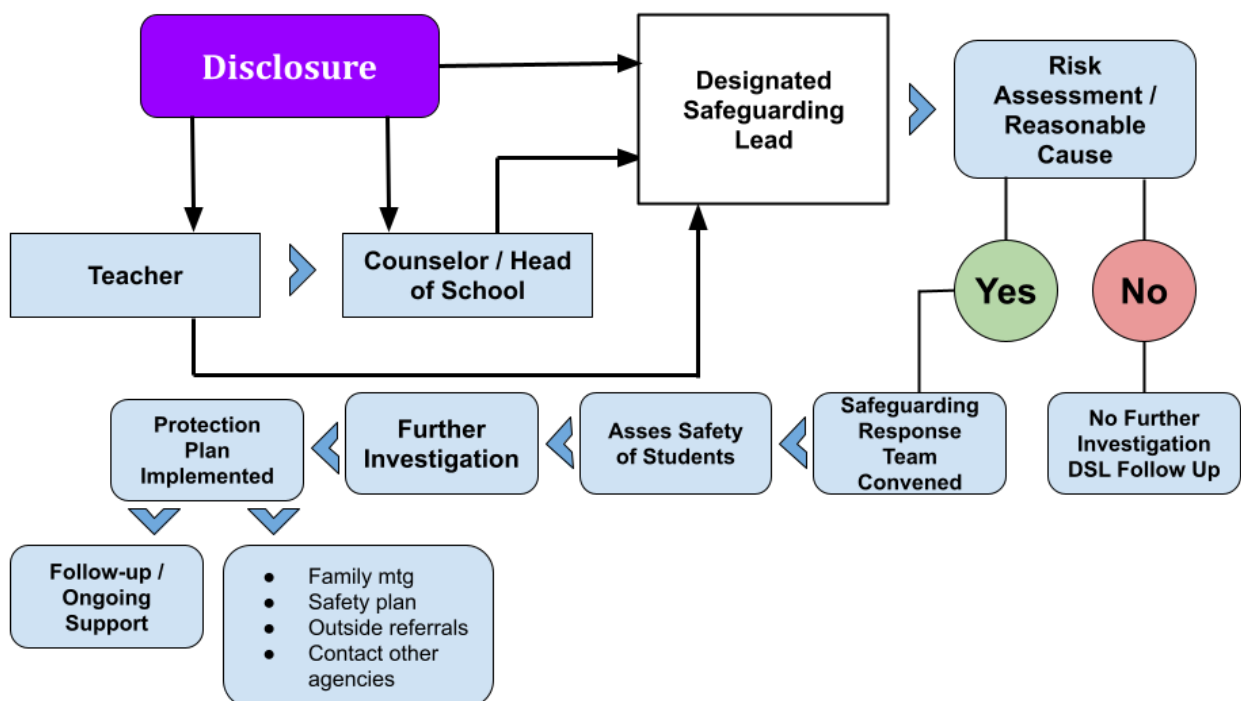 Disclosure
Designated
Safeguarding
Lead
Risk
Assessment /
Reasonable
Cause
Teacher
Counselor / Head
of School
Yes
No
Protection
Plan
Implemented
Further
Investigation
Asses Safety
of Students
Safeguarding
Response
Team
Convened
No Further
Investigation
DSL Follow Up
Follow-up /
Ongoing
Support
● Family mtg
● Safety plan
● Outside referrals
● Contact other
agencies